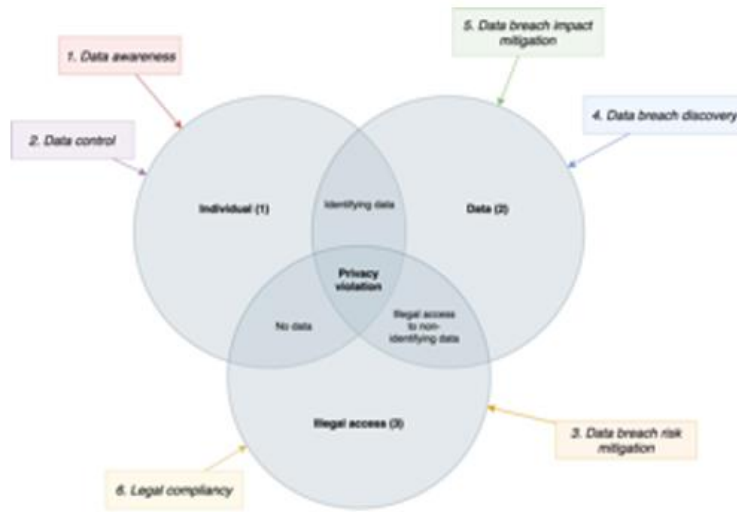 5. Data breach impact
mitigation
1. Data awareness
4. Data breach discovery
2. Data control
Identifying data
Individual (1)
Data (2)
Privacy
violation
No data
Illegal access
to non-
identifying data
Illegal access (3)
3. Data breach risk
mitigation
6. Legal compliancy